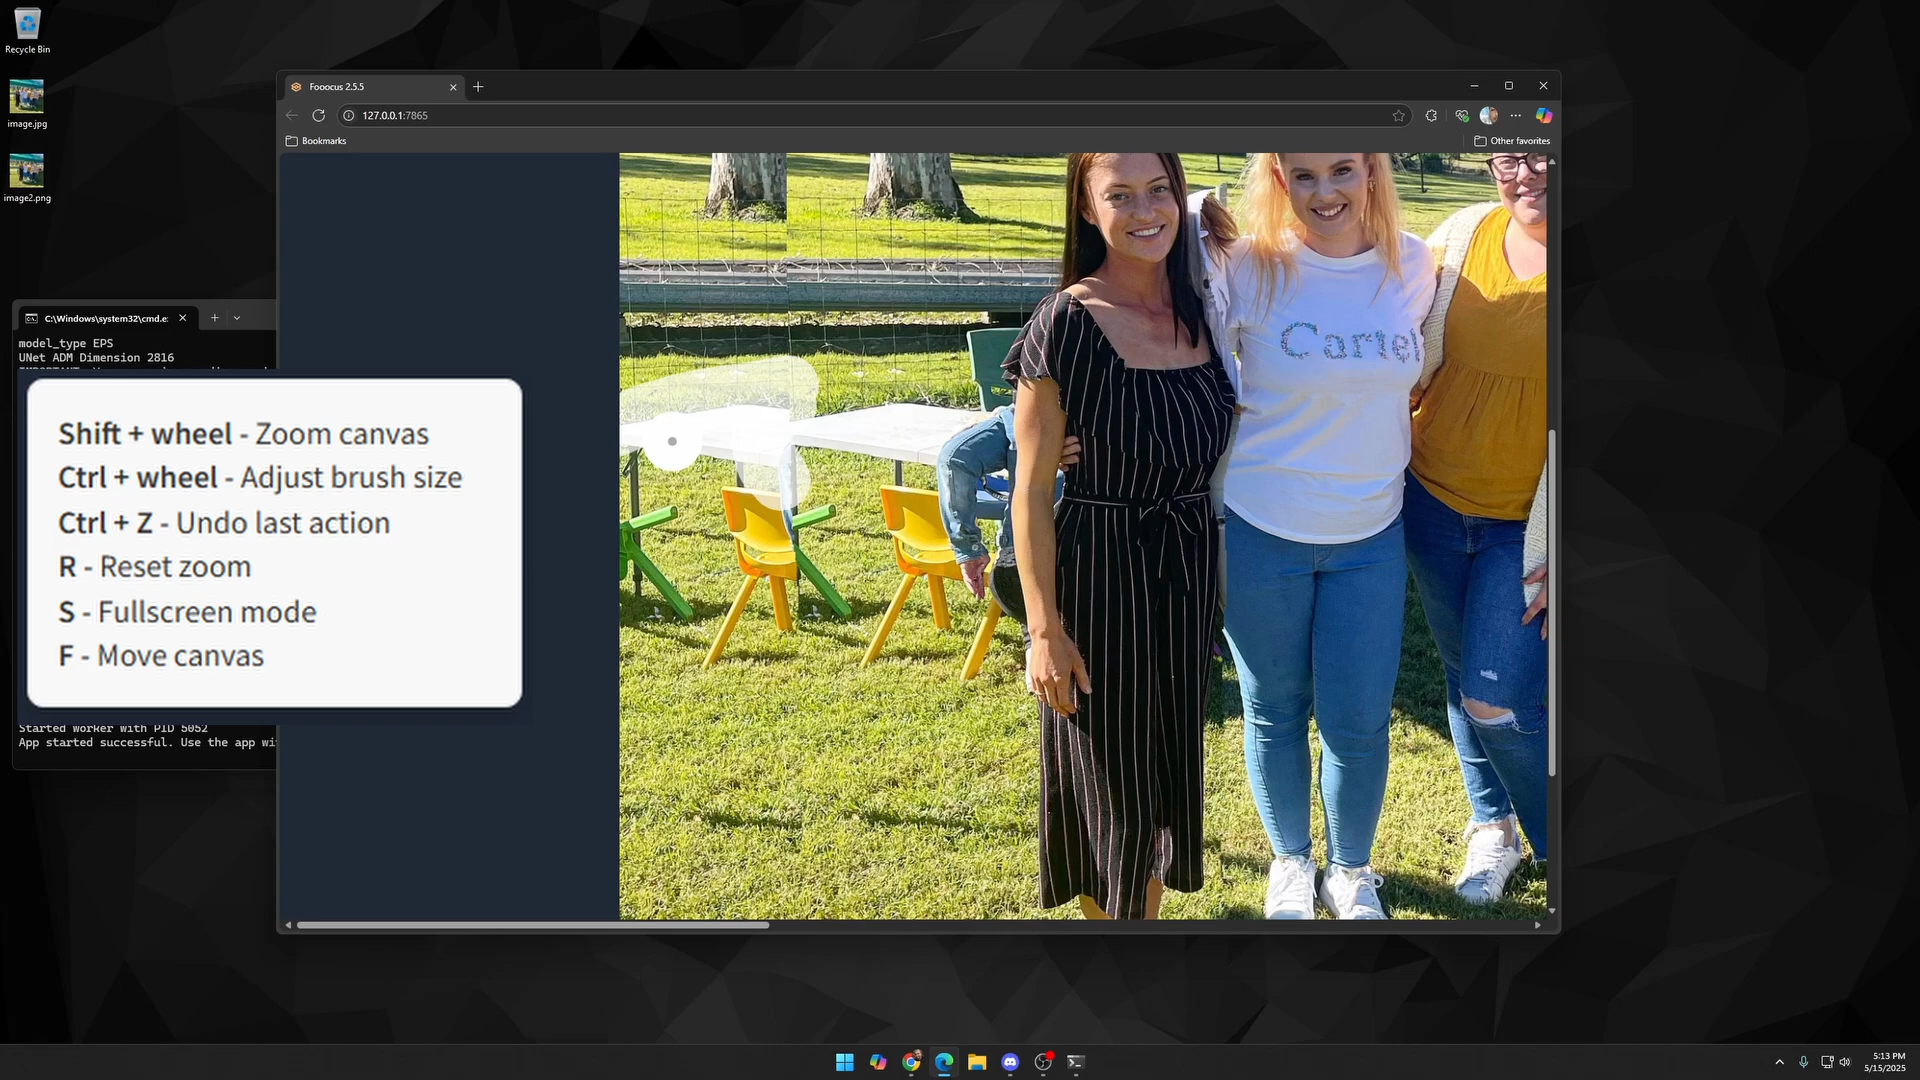 Recycle Bin
image.jpg
image2.png
Fooocus 2.5.5
127.0.0.1:7865
Bookmarks
Other favorites
C:\Windows\system32\cmd.e
model_type EPS
UNet ADM Dimension 2816
Shift + wheel - Zoom canvas
Ctrl + wheel - Adjust brush size
Ctrl + Z - Undo last action
R - Reset zoom
S - Fullscreen mode
F - Move canvas
Started worker with PID 5052
App started successful. Use the app wi
Cartel
5:13 PM
5/15/2025